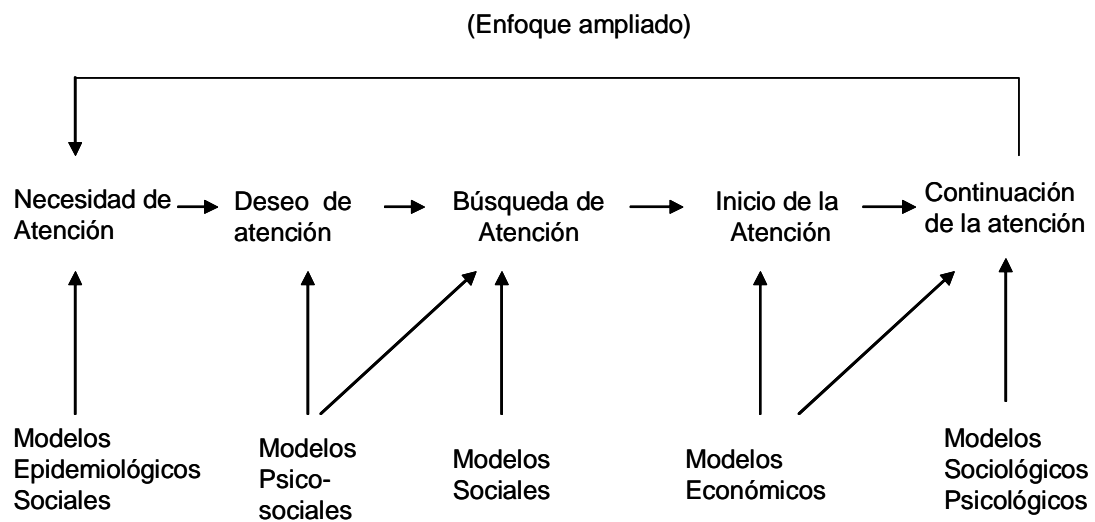 (Enfoque ampliado)
Necesidad de
Atención
Deseo de
atención
Búsqueda de
Atención
Inicio de la
Atención
Continuación
de la atención
Modelos
Epidemiológicos
Sociales
Modelos
Psico-
sociales
Modelos
Sociales
Modelos
Económicos
Modelos
Sociológicos
Psicológicos